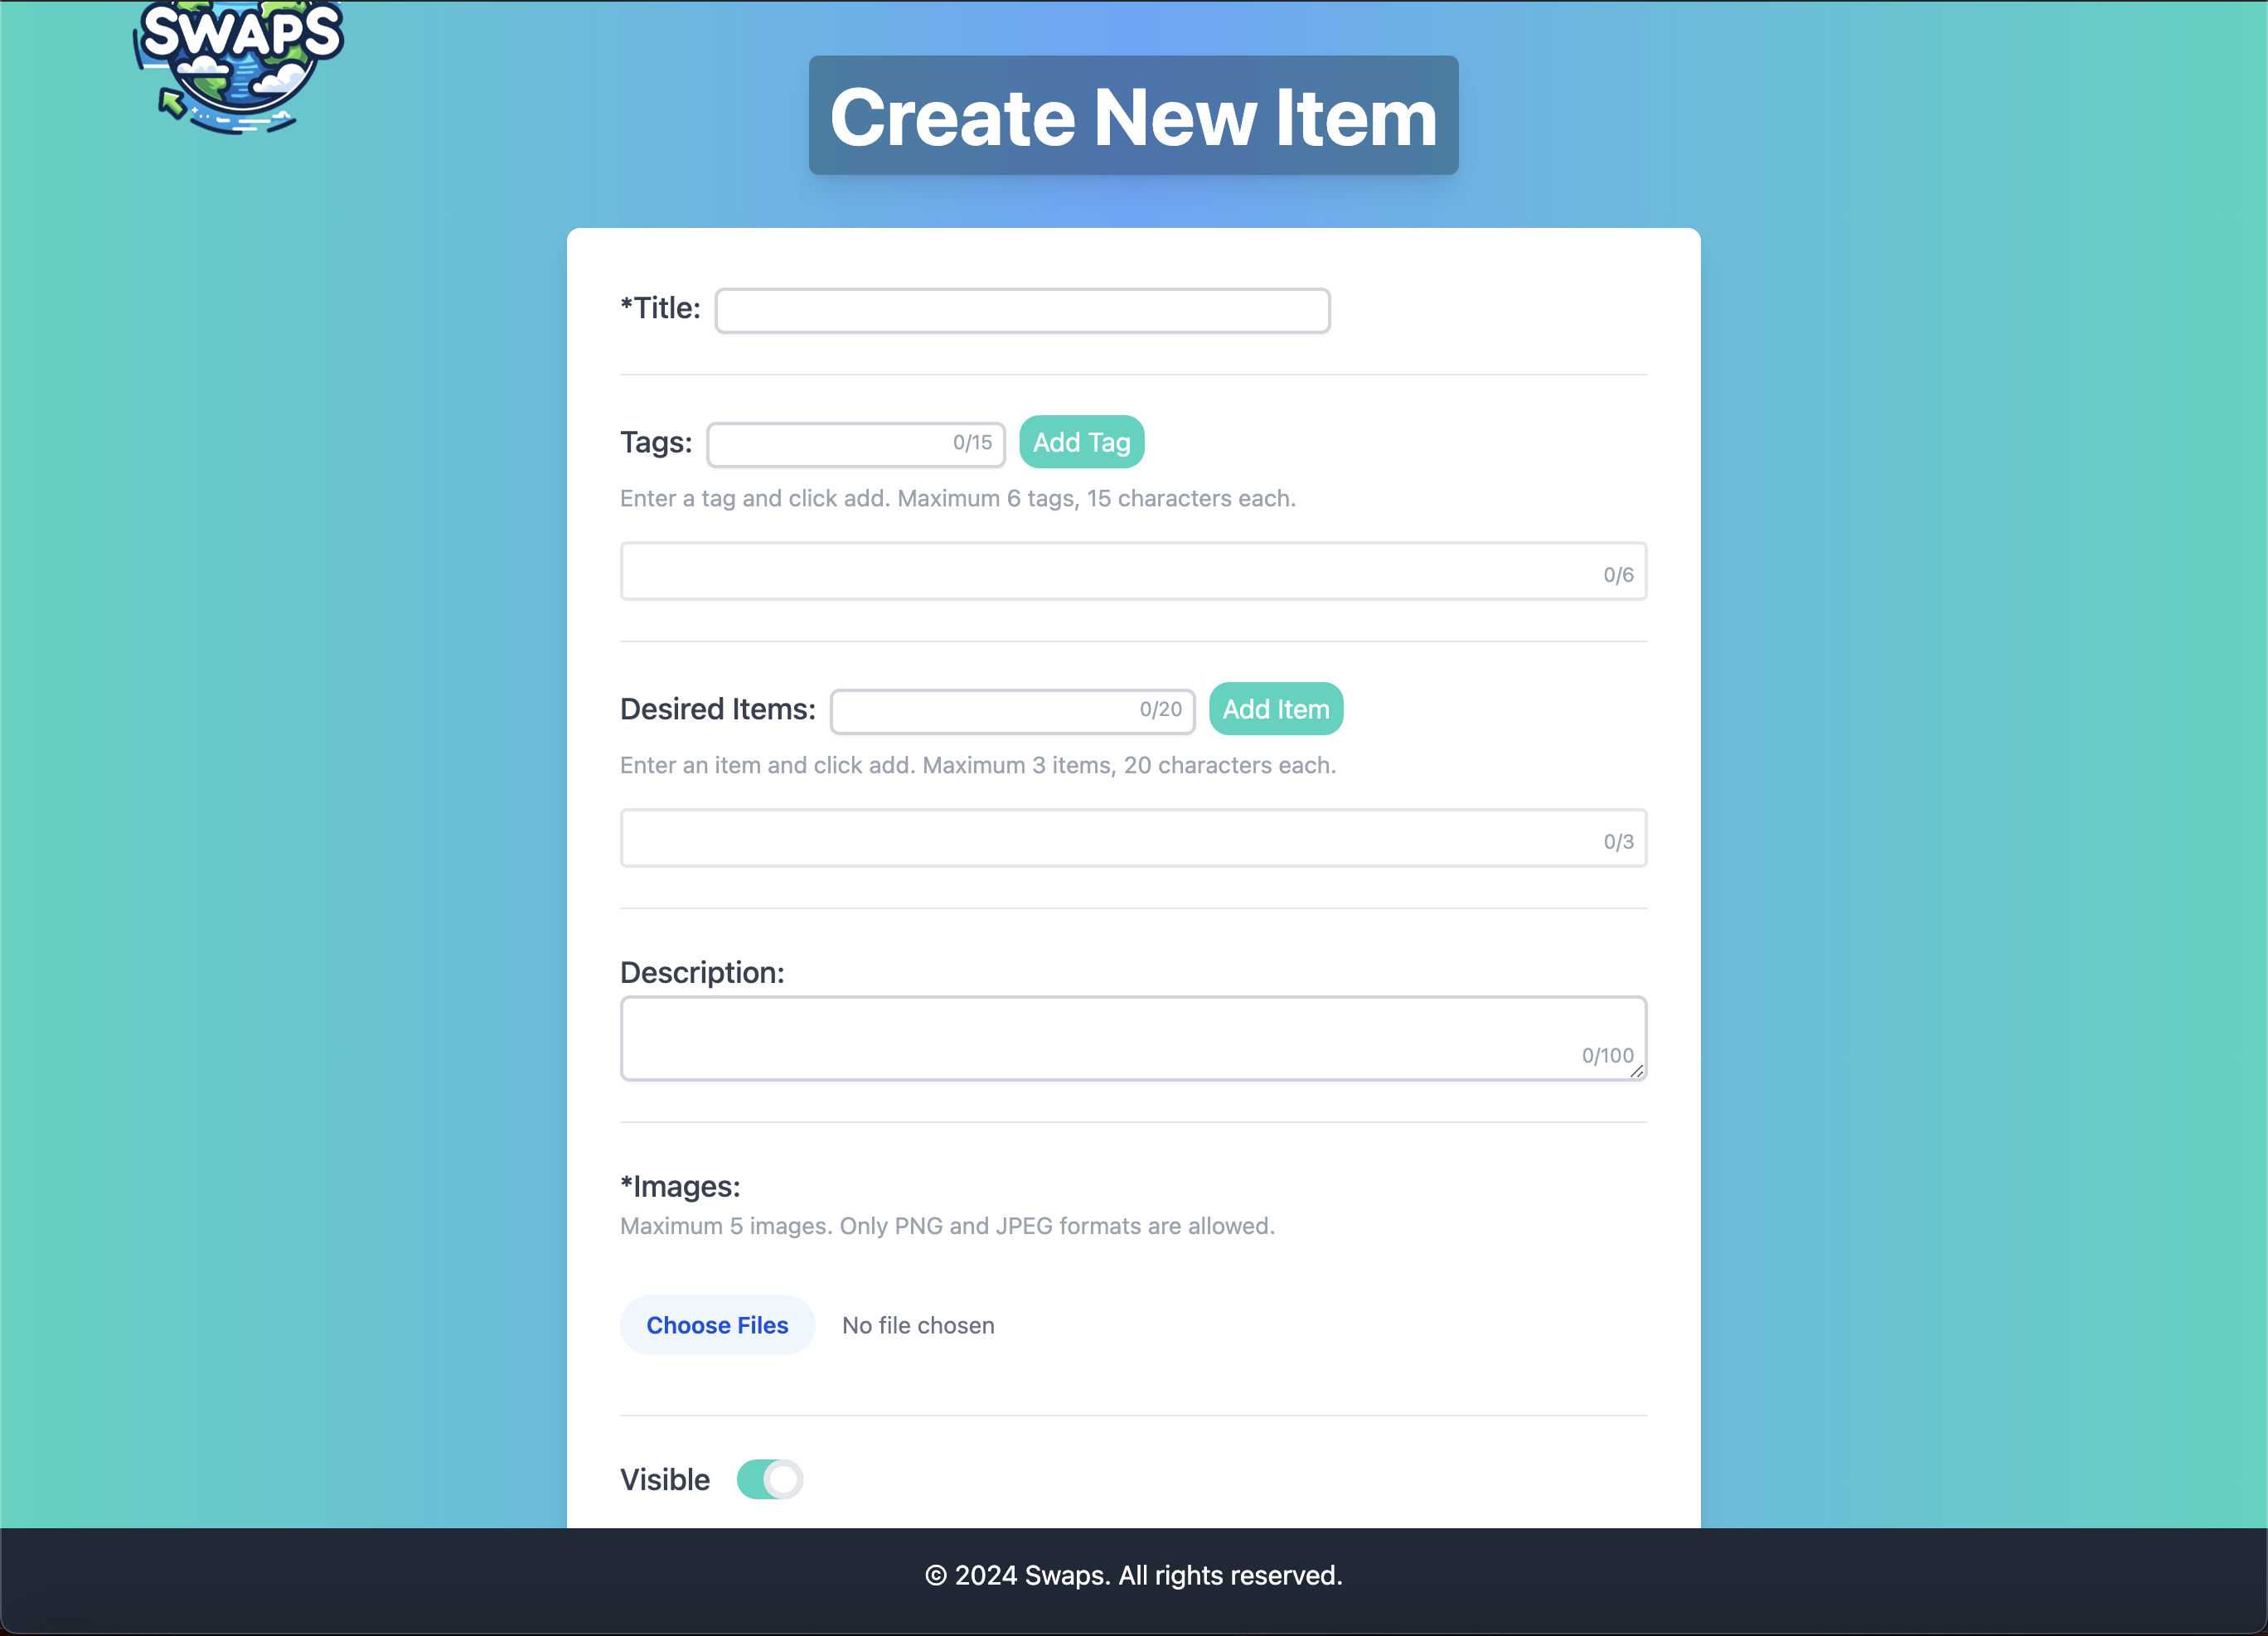 SWAPS
Create New Item
*Title:
Tags: 0/15 Add Tag
Enter a tag and click add. Maximum 6 tags, 15 characters each.
0/6
Desired Items: 0/20 Add Item
Enter an item and click add. Maximum 3 items, 20 characters each.
0/3
Description:
0/100
*Images:
Maximum 5 images. Only PNG and JPEG formats are allowed.
Choose Files No file chosen
Visible
© 2024 Swaps. All rights reserved.